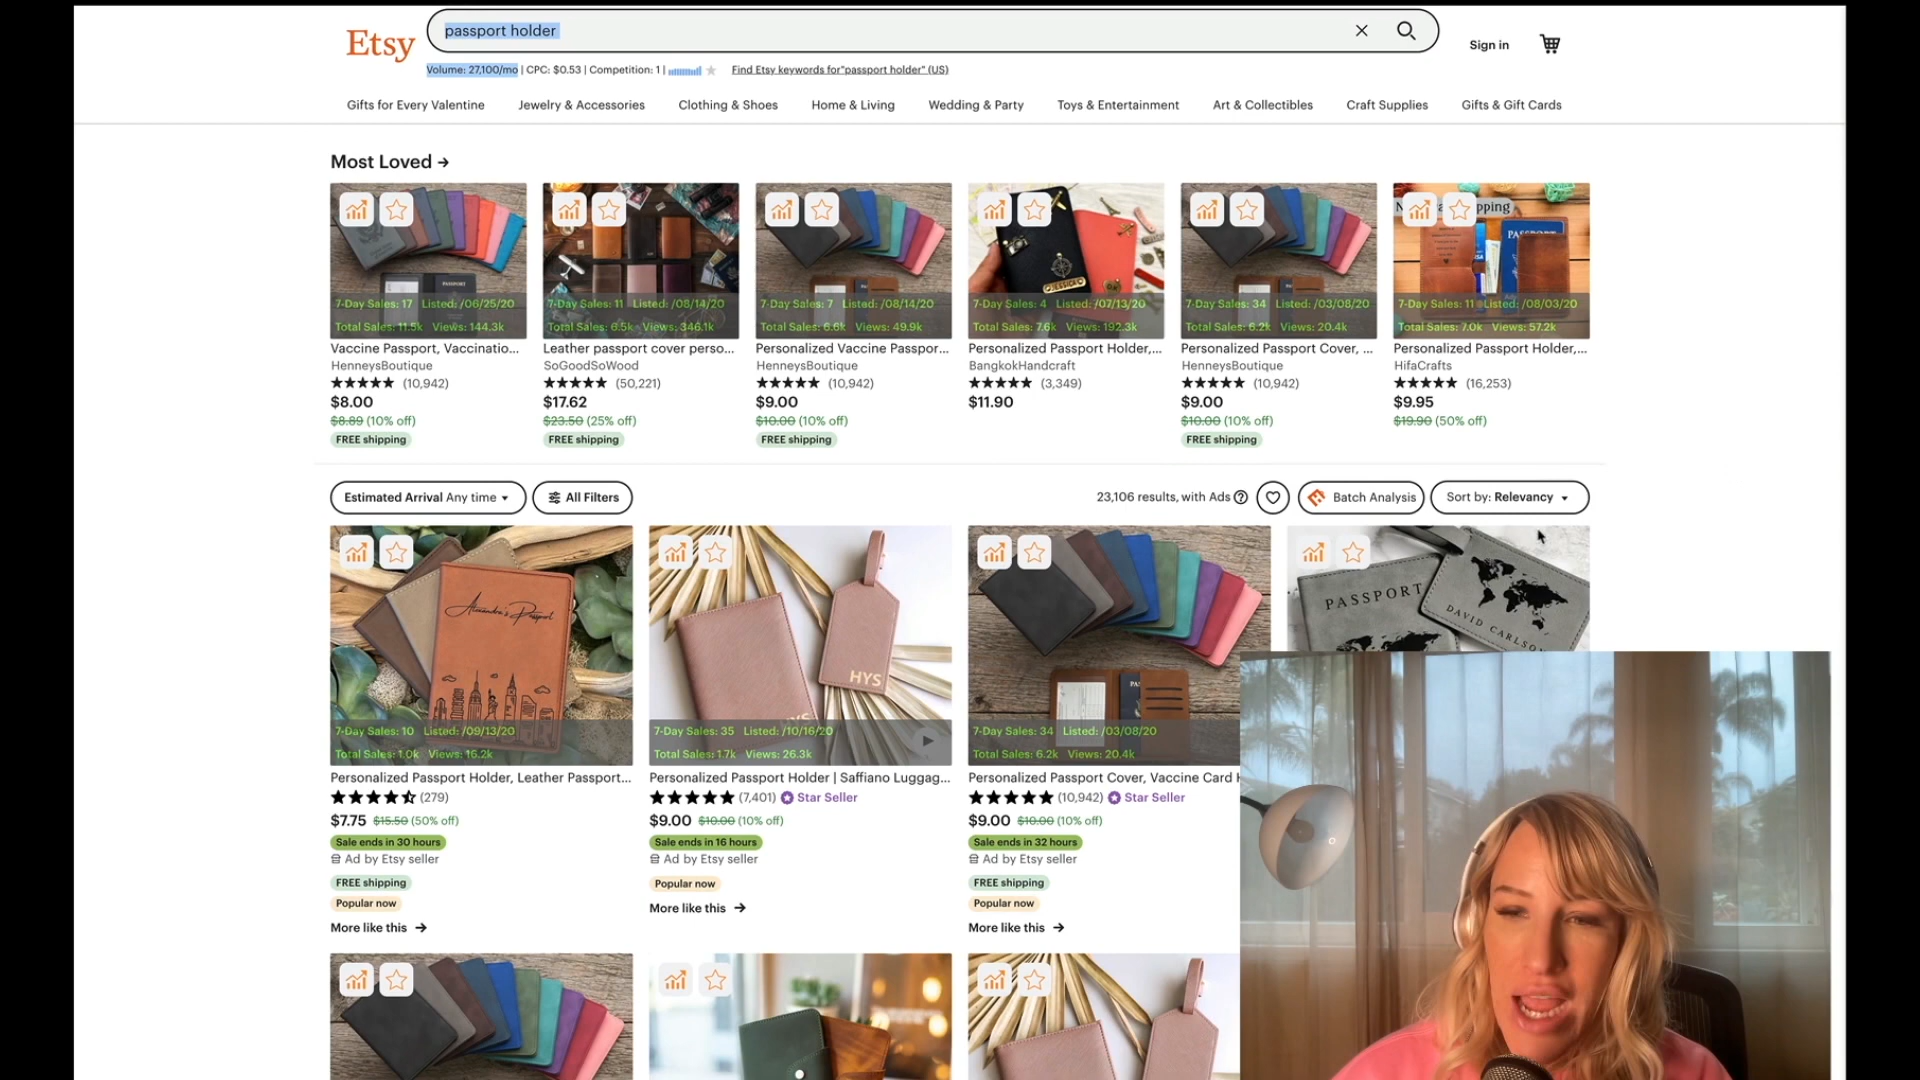 Etsy
passport holder
Sign in
Volume: 27,100/mo | CPC: $0.53 | Competition: 1 |
Find Etsy keywords for"passport holder" (US)
Gifts for Every Valentine
Jewelry & Accessories
Clothing & Shoes
Home & Living
Wedding & Party
Toys & Entertainment
Art & Collectibles
Craft Supplies
Gifts & Gift Cards
Most Loved →
7-Day Sales: 17 Listed: /06/25/20
Total Sales: 11.5k Views: 144.3k
Vaccine Passport, Vaccinatio...
HenneysBoutique
(10,942)
$8.00
$8.89 (10% off)
FREE shipping
7-Day Sales: 11 Listed: /08/14/20
Total Sales: 6.5k Views: 346.1k
Leather passport cover perso...
SoGoodSoWood
(50,221)
$17.62
$23.50 (25% off)
FREE shipping
7-Day Sales: 7 Listed: /08/14/20
Total Sales: 6.6k Views: 49.9k
Personalized Vaccine Passpor...
HenneysBoutique
(10,942)
$9.00
$10.00 (10% off)
FREE shipping
JESSICA
7-Day Sales: 4 Listed: /07/13/20
Total Sales: 7.6k Views: 192.3k
Personalized Passport Holder,...
BangkokHandcraft
(3,349)
$11.90
7-Day Sales: 34 Listed: /03/08/20
Total Sales: 6.2k Views: 20.4k
Personalized Passport Cover, ...
HenneysBoutique
(10,942)
$9.00
$10.00 (10% off)
FREE shipping
PASSPORT
7-Day Sales: 11 Listed: /08/03/20
Total Sales: 7.0k Views: 57.2k
Personalized Passport Holder,...
HifaCrafts
(16,253)
$9.95
$19.90 (50% off)
Estimated Arrival Any time
All Filters
23,106 results, with Ads
Batch Analysis
Sort by: Relevancy
Alexandra's Passport
7-Day Sales: 10 Listed: /09/13/20
Total Sales: 1.0k Views: 16.2k
Personalized Passport Holder, Leather Passport...
(279)
$7.75 $15.50 (50% off)
Sale ends in 30 hours
Ad by Etsy seller
FREE shipping
Popular now
More like this →
HYS
HYS
7-Day Sales: 35 Listed: /10/16/20
Total Sales: 1.7k Views: 26.3k
Personalized Passport Holder | Saffiano Luggag...
(7,401) Star Seller
$9.00 $10.00 (10% off)
Sale ends in 16 hours
Ad by Etsy seller
Popular now
More like this →
7-Day Sales: 34 Listed: /03/08/20
Total Sales: 6.2k Views: 20.4k
Personalized Passport Cover, Vaccine Card H
(10,942) Star Seller
$9.00 $10.00 (10% off)
Sale ends in 32 hours
Ad by Etsy seller
FREE shipping
Popular now
More like this →
PASSPORT
DAVID CARLSON